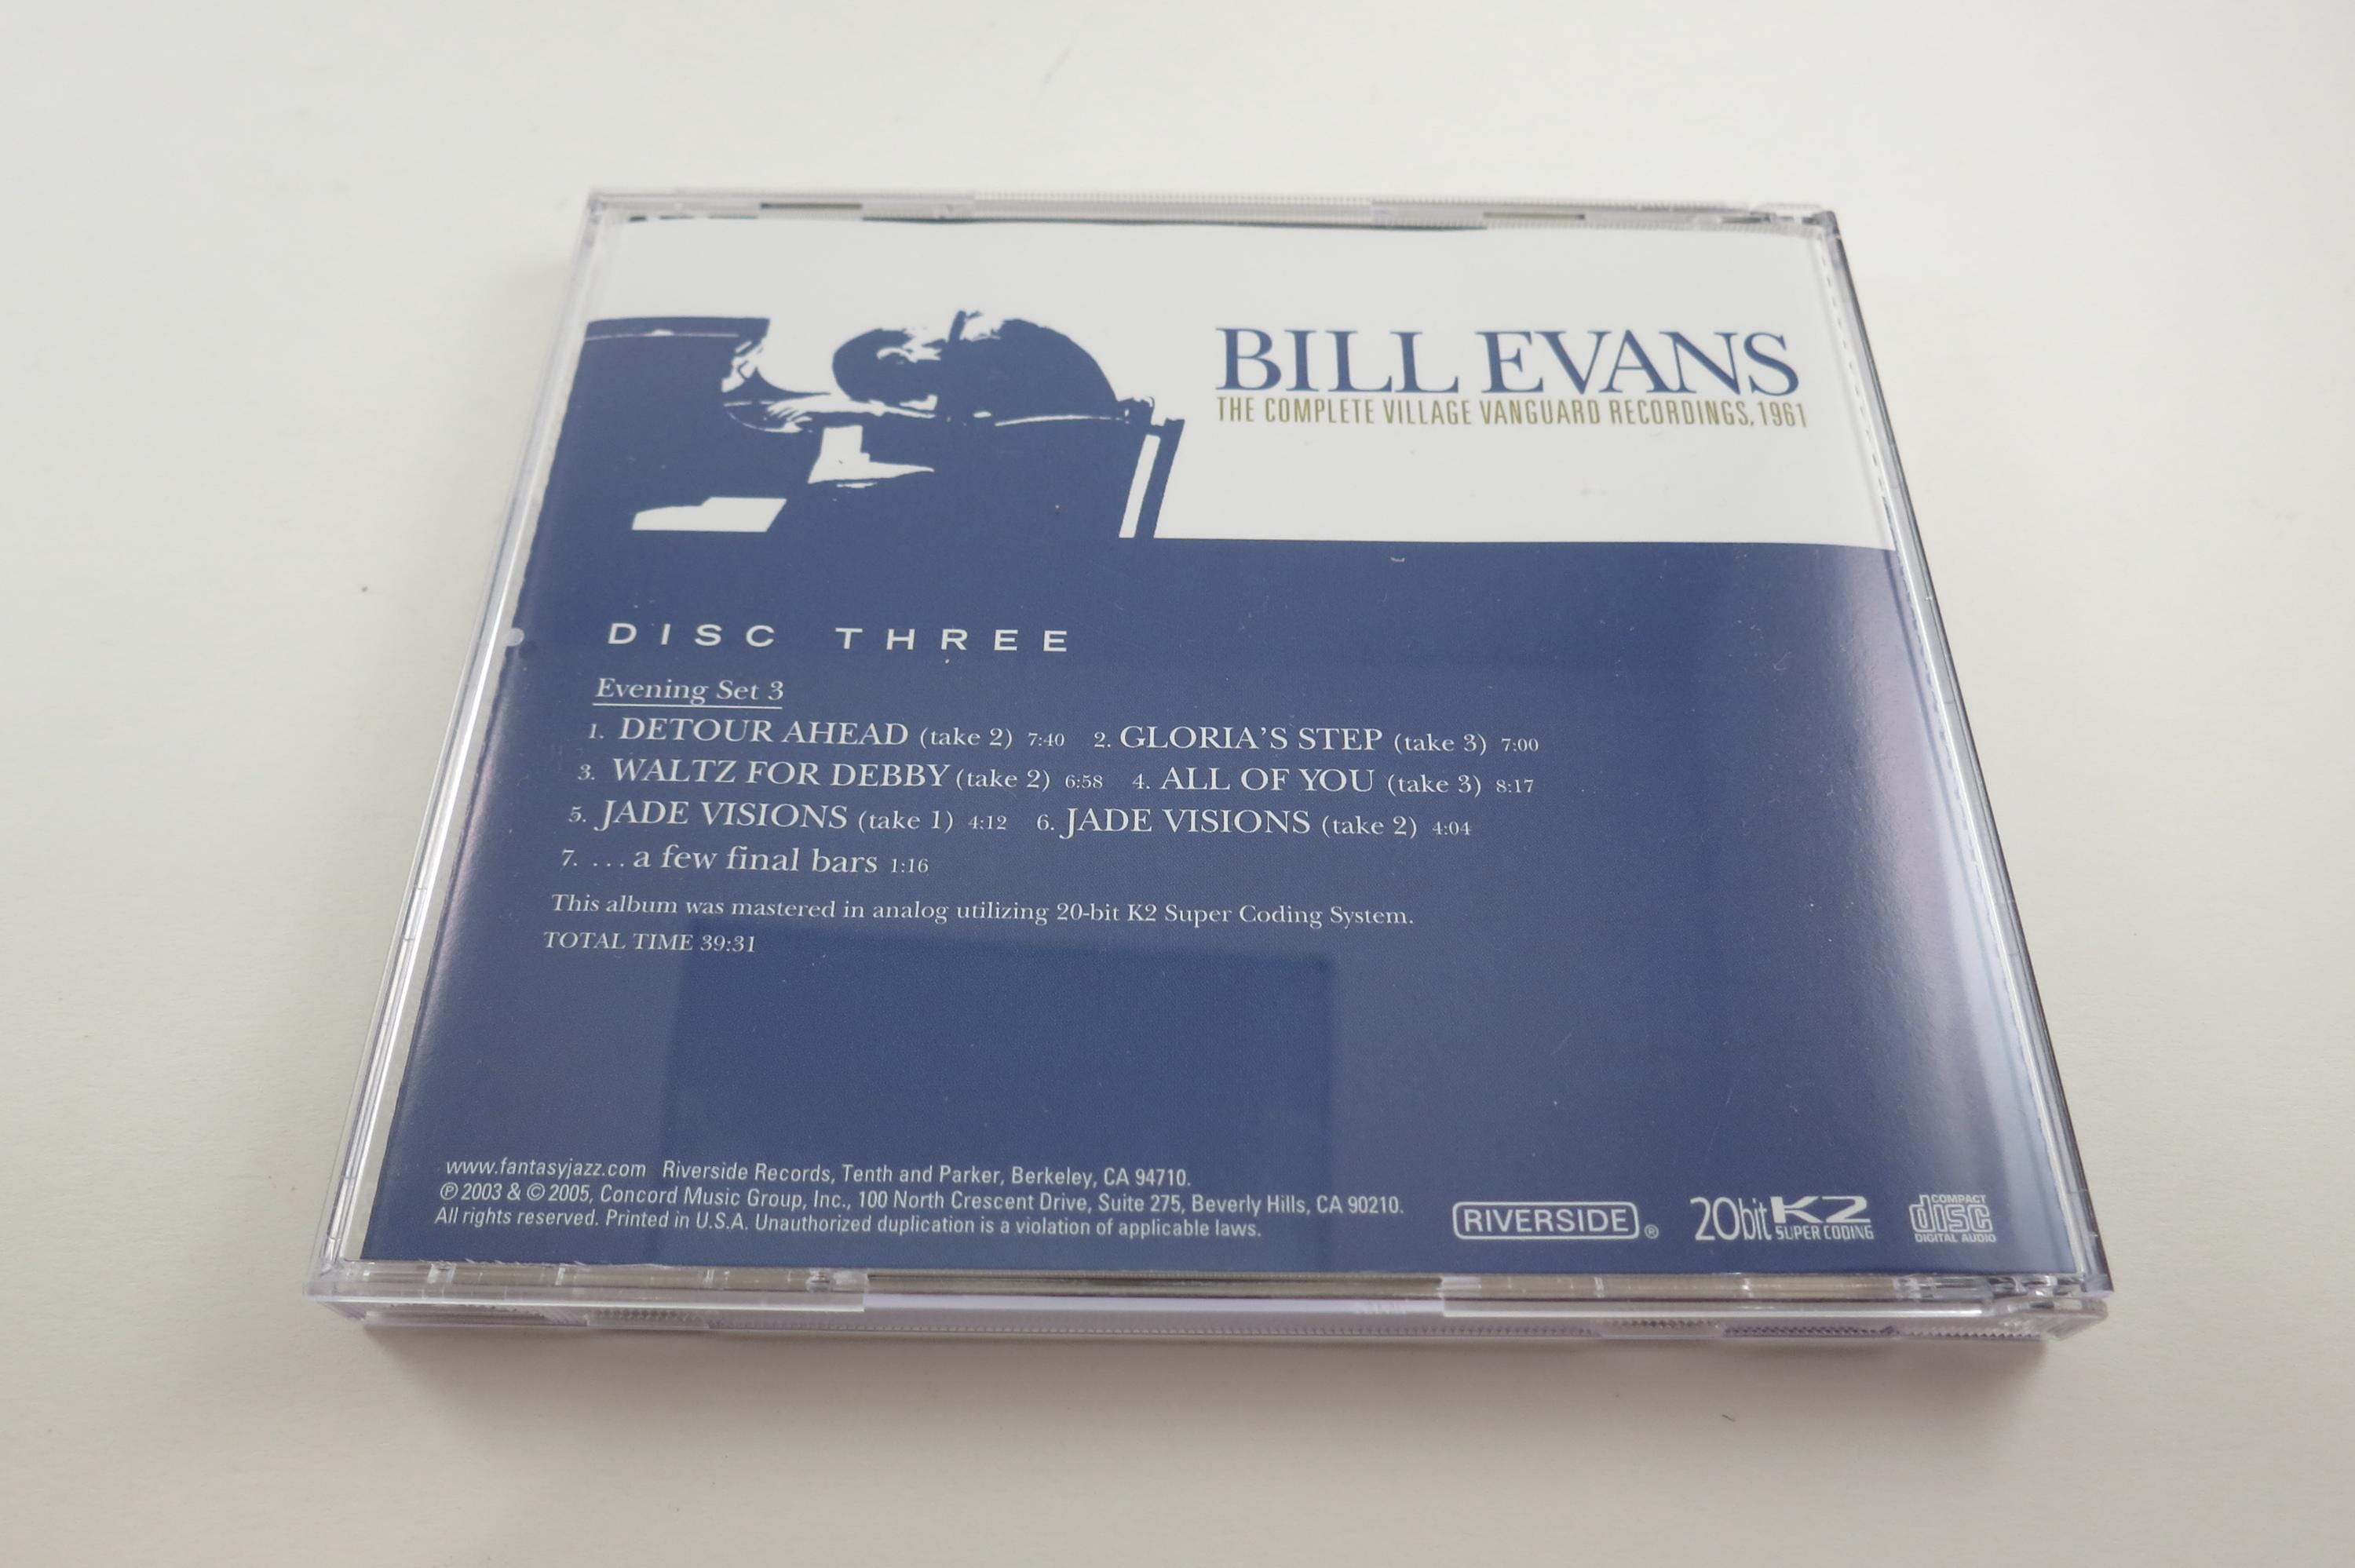 BILL EVANS
THE COMPLETE VILLAGE VANGUARD RECORDINGS, 1961
DISC THREE
Evening Set 3
1. DETOUR AHEAD (take 2) 7:40 2. GLORIA'S STEP (take 3) 7:00
3. WALTZ FOR DEBBY (take 2) 6:58 4. ALL OF YOU (take 3) 8:17
5. JADE VISIONS (take 1) 4:12 6. JADE VISIONS (take 2) 4:04
7. ...a few final bars 1:16
This album was mastered in analog utilizing 20-bit K2 Super Coding System.
TOTAL TIME 39:31
www.fantasyjazz.com Riverside Records, Tenth and Parker, Berkeley, CA 94710.
℗ 2003 & © 2005, Concord Music Group, Inc., 100 North Crescent Drive, Suite 275, Beverly Hills, CA 90210.
All rights reserved. Printed in U.S.A. Unauthorized duplication is a violation of applicable laws.
RIVERSIDE ®
20bit K2 SUPER CODING
COMPACT disc DIGITAL AUDIO